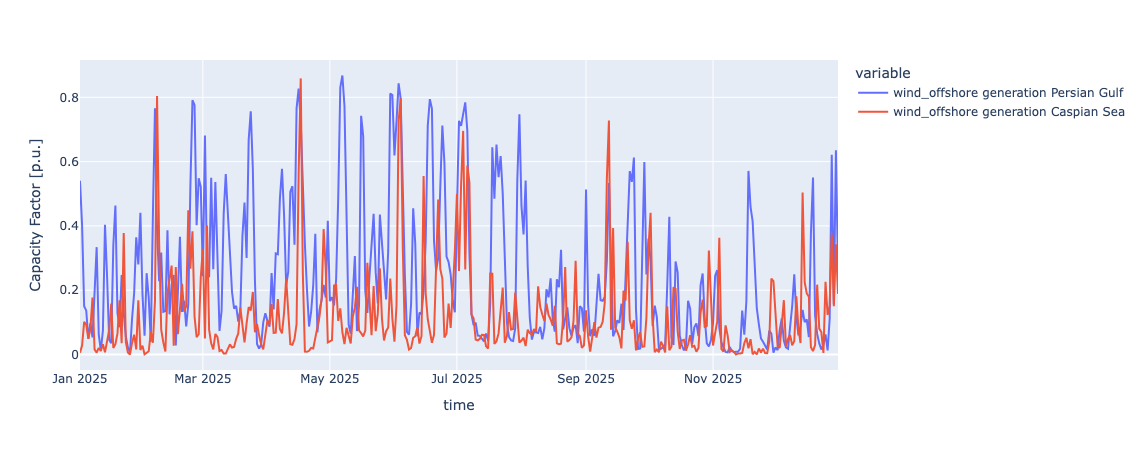 variable
wind_offshore generation Persian Gulf
wind_offshore generation Caspian Sea
Capacity Factor [p.u.]
0.8
0.6
0.4
0.2
0
Jan 2025 Mar 2025 May 2025 Jul 2025 Sep 2025 Nov 2025
time